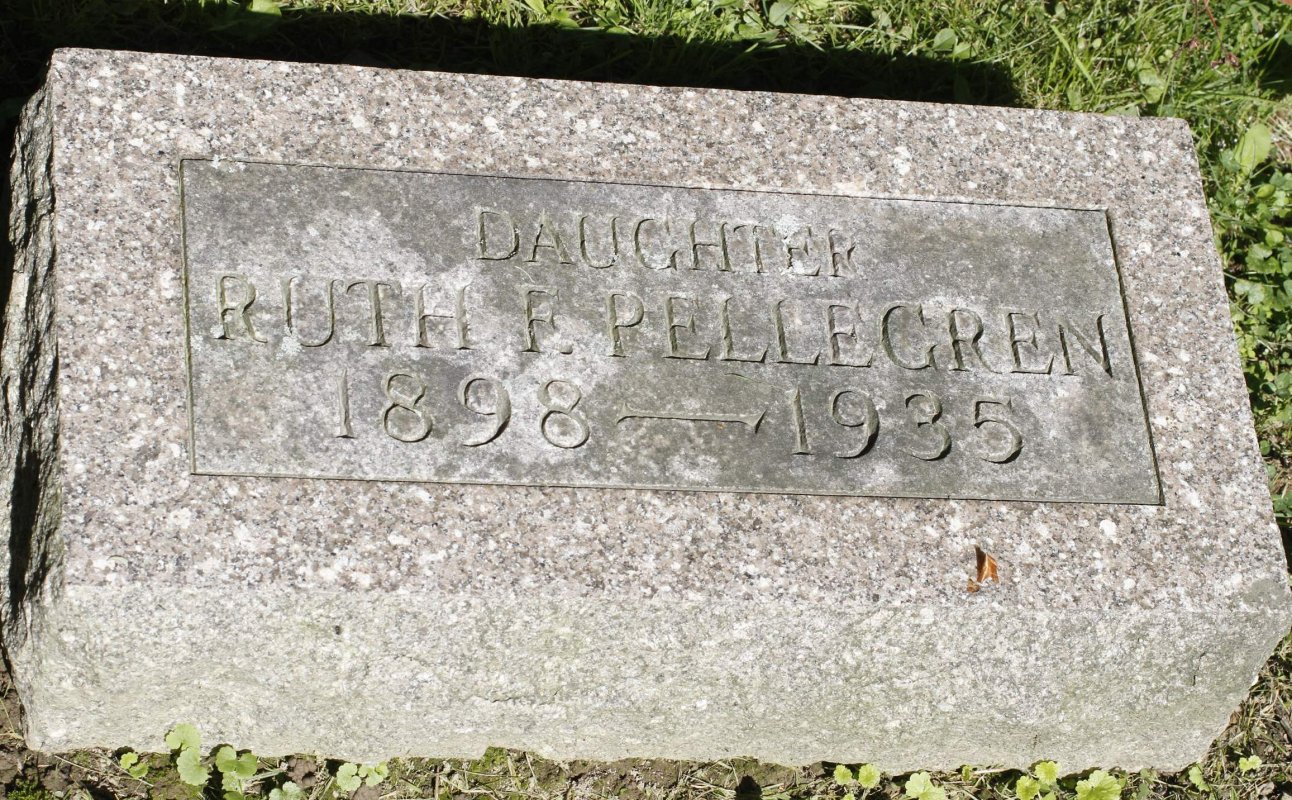 DAUGHTER
RUTH F. PELLEGREN
1898 — 1935